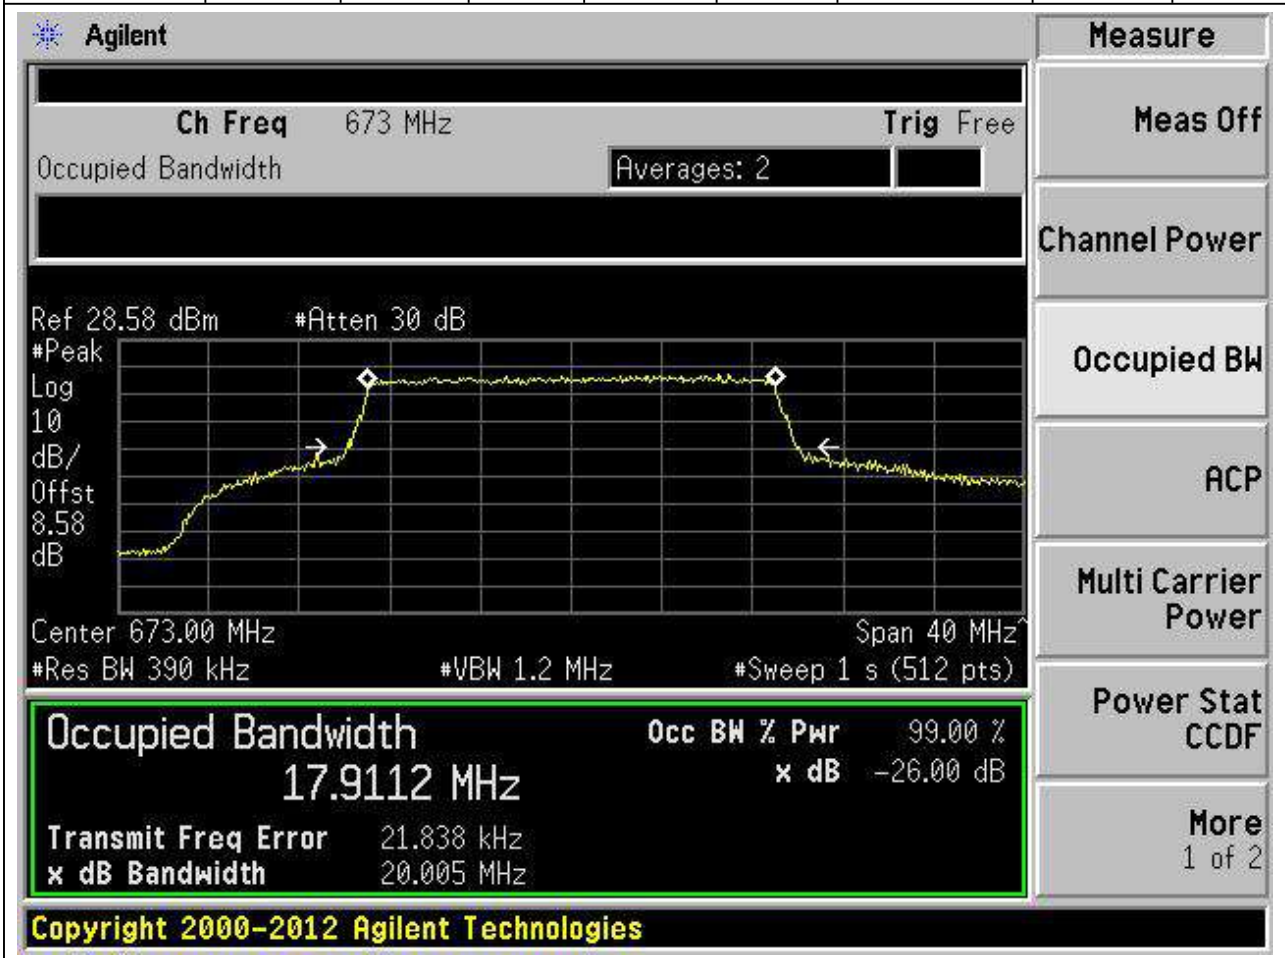 Agilent
Measure
Ch Freq 673 MHz Trig Free
Occupied Bandwidth Averages: 2
Meas Off
Channel Power
Occupied BW
ACP
Multi Carrier
Power
Power Stat
CCDF
More
1 of 2
Ref 28.58 dBm #Atten 30 dB
#Peak
Log
10
dB/
Offst
8.58
dB
Center 673.00 MHz Span 40 MHz^
#Res BW 390 kHz #VBW 1.2 MHz #Sweep 1 s (512 pts)
Occupied Bandwidth Occ BW % Pwr 99.00 %
17.9112 MHz x dB -26.00 dB
Transmit Freq Error 21.838 kHz
x dB Bandwidth 20.005 MHz
Copyright 2000-2012 Agilent Technologies